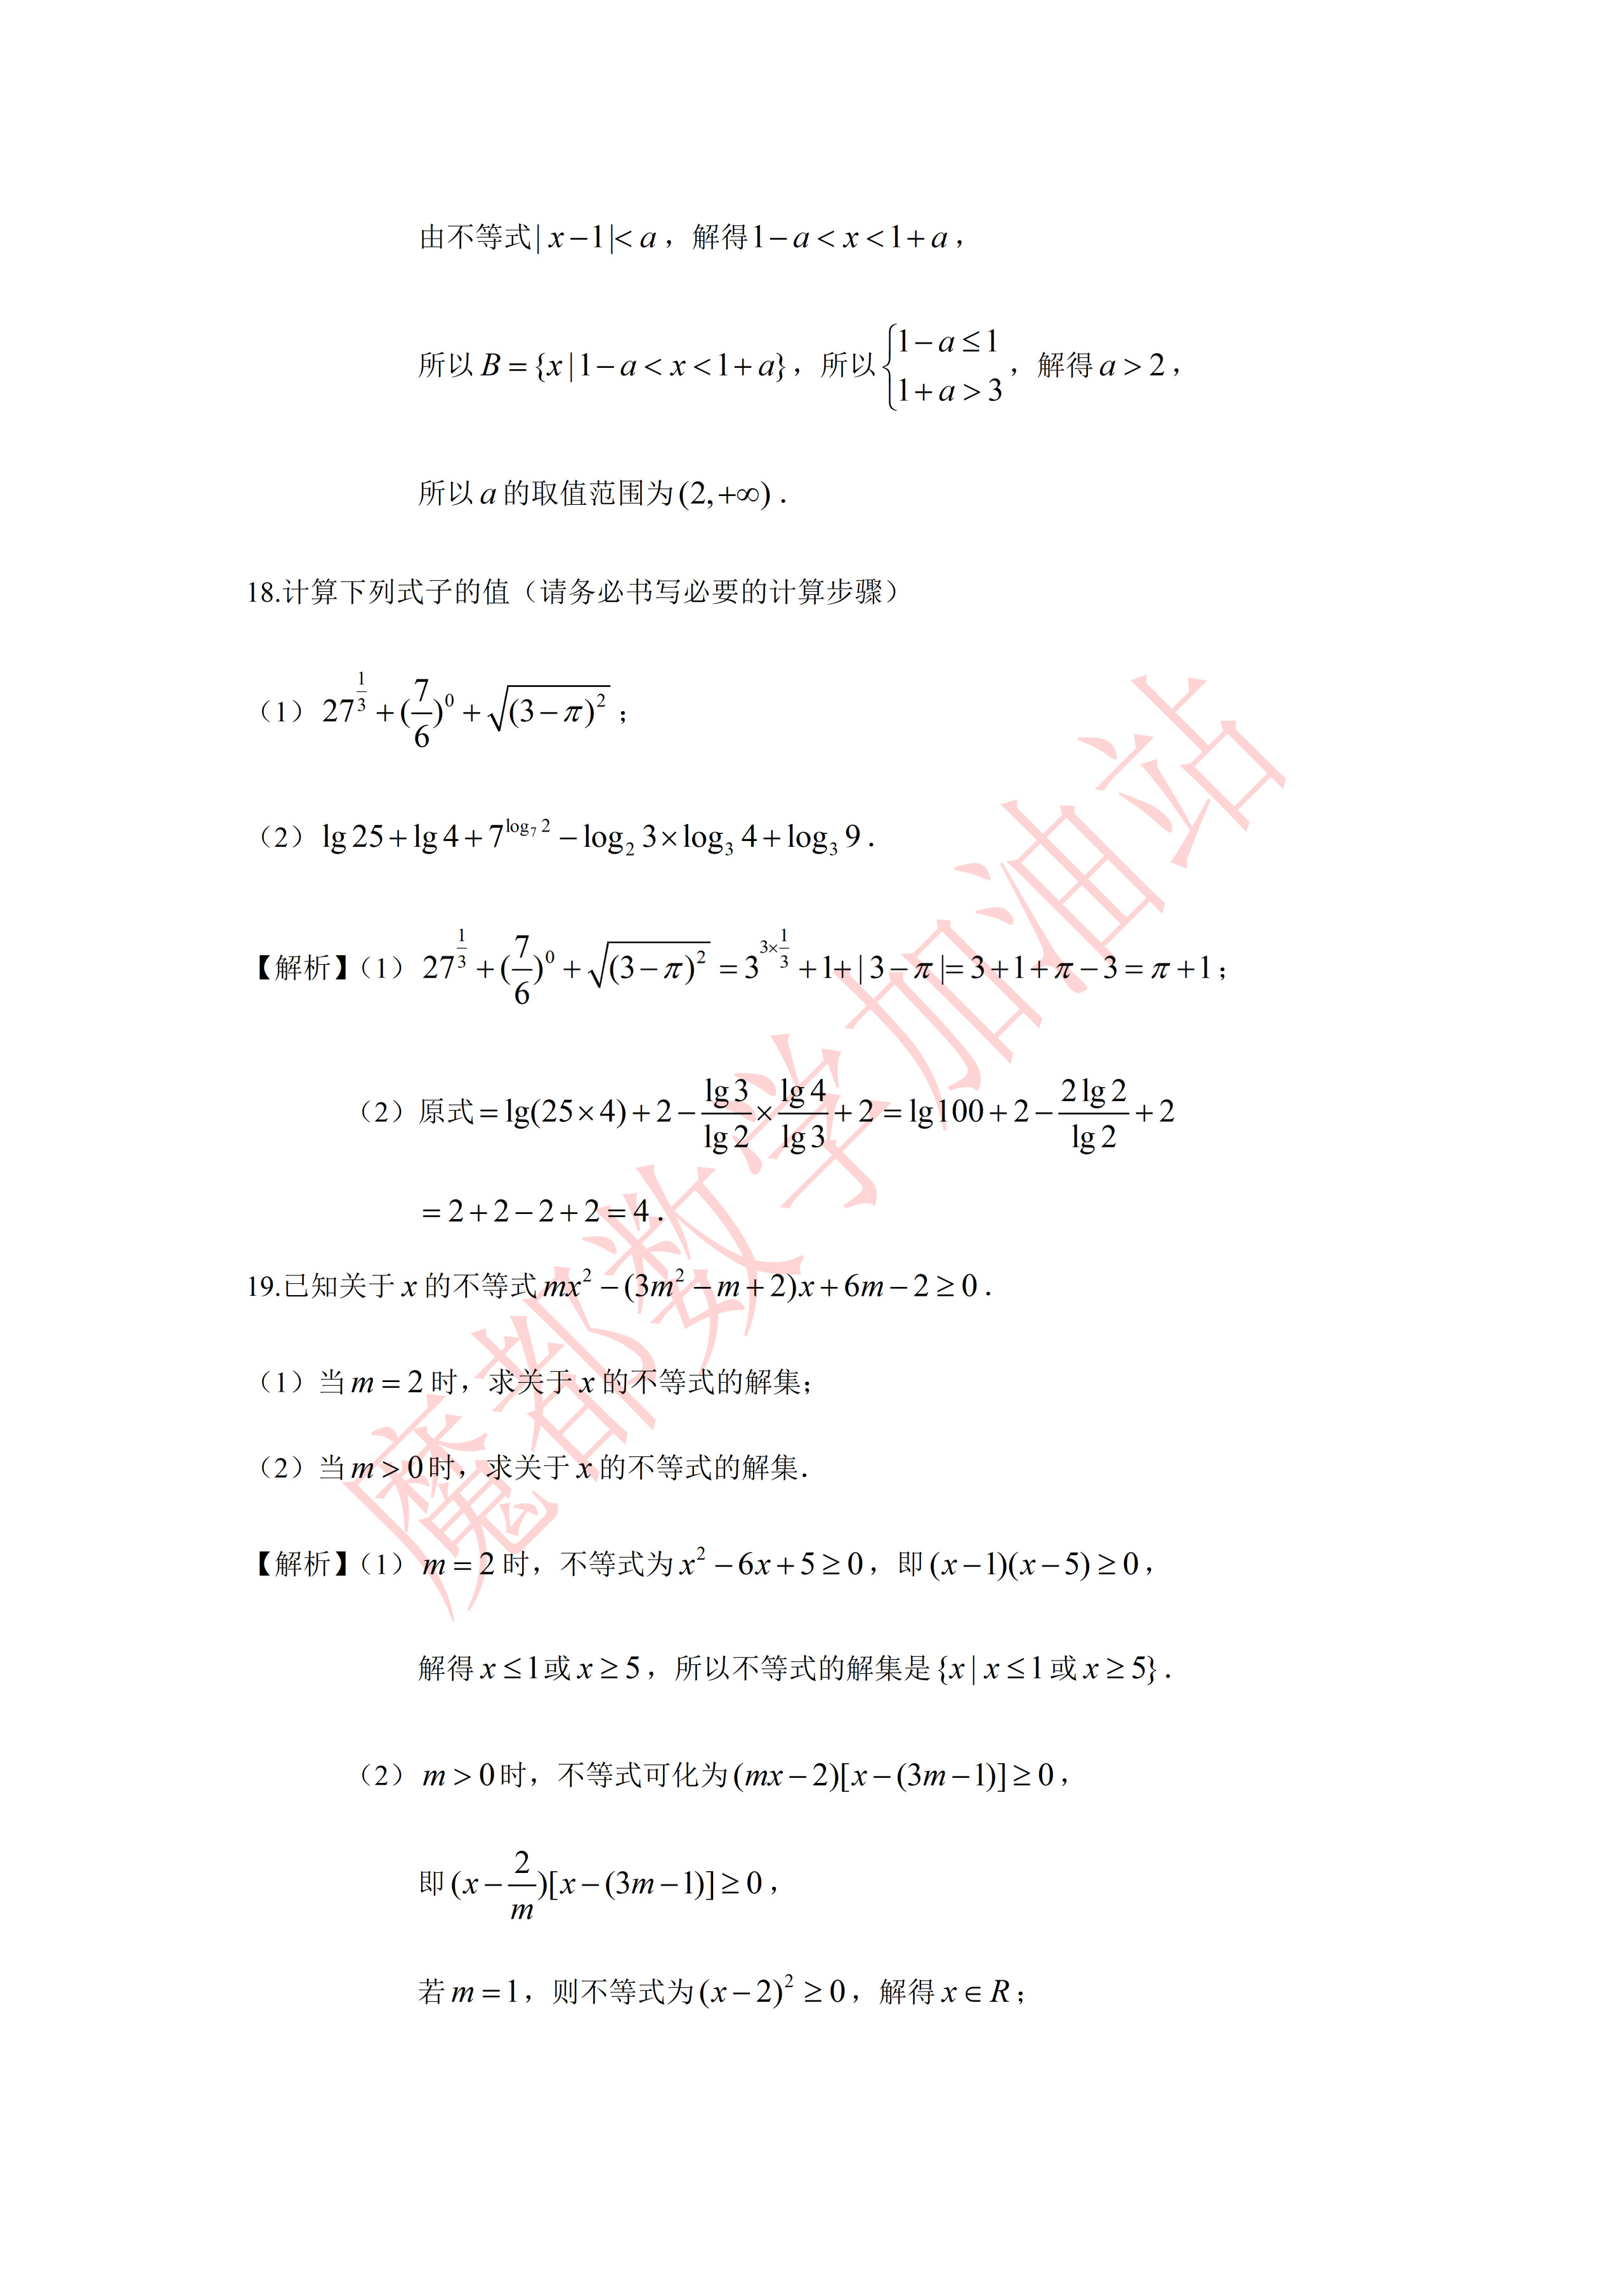 由不等式|x−1|<a，解得1−a<x<1+a，
所以B={x|1−a<x<1+a}，所以{1−a≤1 1+a>3，解得a>2，
所以a的取值范围为(2,+∞)．
18.计算下列式子的值（请务必书写必要的计算步骤）
（1）27^{1/3}+(7/6)^0+√((3−π)^2)；
（2）lg25+lg4+7^{log_7 2}−log_2 3×log_3 4+log_3 9．
【解析】（1）27^{1/3}+(7/6)^0+√((3−π)^2)=3^{3×1/3}+1+|3−π|=3+1+π−3=π+1；
（2）原式=lg(25×4)+2−lg3/lg2×lg4/lg3+2=lg100+2−2lg2/lg2+2
=2+2−2+2=4．
19.已知关于x的不等式mx²−(3m²−m+2)x+6m−2≥0．
（1）当m=2时，求关于x的不等式的解集；
（2）当m>0时，求关于x的不等式的解集．
【解析】（1）m=2时，不等式为x²−6x+5≥0，即(x−1)(x−5)≥0，
解得x≤1或x≥5，所以不等式的解集是{x|x≤1或x≥5}．
（2）m>0时，不等式可化为(mx−2)[x−(3m−1)]≥0，
即(x−2/m)[x−(3m−1)]≥0，
若m=1，则不等式为(x−2)²≥0，解得x∈R；
魔都数学加油站